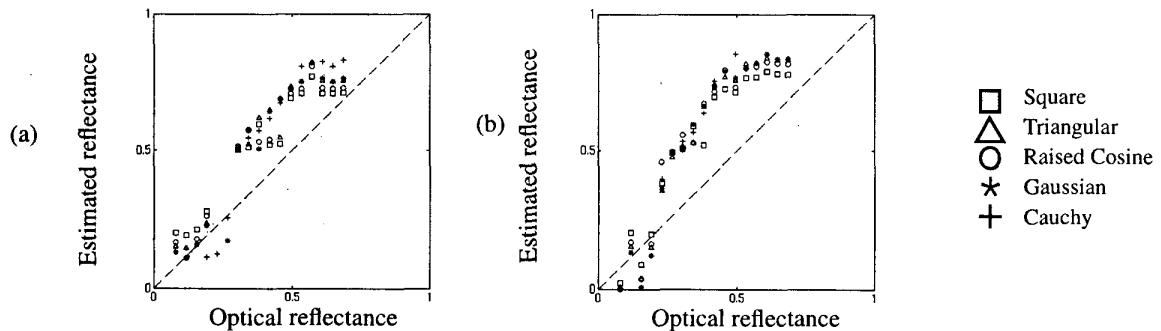 (a)
Estimated reflectance
1
0.5
0
0
0.5
1
Optical reflectance
(b)
Estimated reflectance
1
0.5
0
0
0.5
1
Optical reflectance
Square
Triangular
Raised Cosine
Gaussian
Cauchy